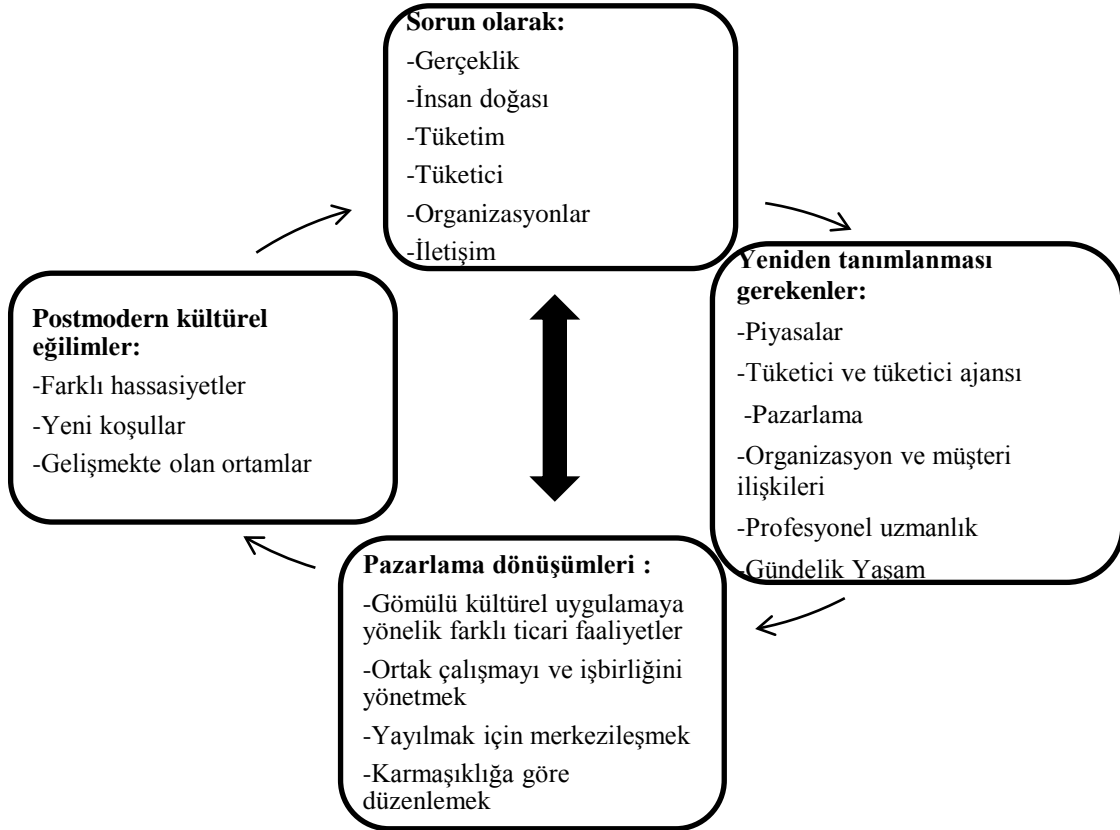 Sorun olarak:
-Gerçeklik
-İnsan doğası
-Tüketim
-Tüketici
-Organizasyonlar
-İletişim
Yeniden tanımlanması
gerekenler:
-Piyasalar
-Tüketici ve tüketici ajansı
-Pazarlama
-Organizasyon ve müşteri
ilişkileri
-Profesyonel uzmanlık
-Gündelik Yaşam
Pazarlama dönüşümleri :
-Gömülü kültürel uygulamaya
yönelik farklı ticari faaliyetler
-Ortak çalışmayı ve işbirliğini
yönetmek
-Yayılmak için merkezileşmek
-Karmaşıklığa göre
düzenlemek
Postmodern kültürel
eğilimler:
-Farklı hassasiyetler
-Yeni koşullar
-Gelişmekte olan ortamlar